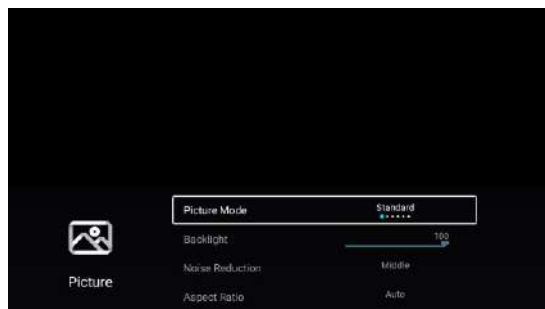 Picture Mode
Standard
Backlight
100
Noise Reduction
Middle
Picture
Aspect Ratio
Auto